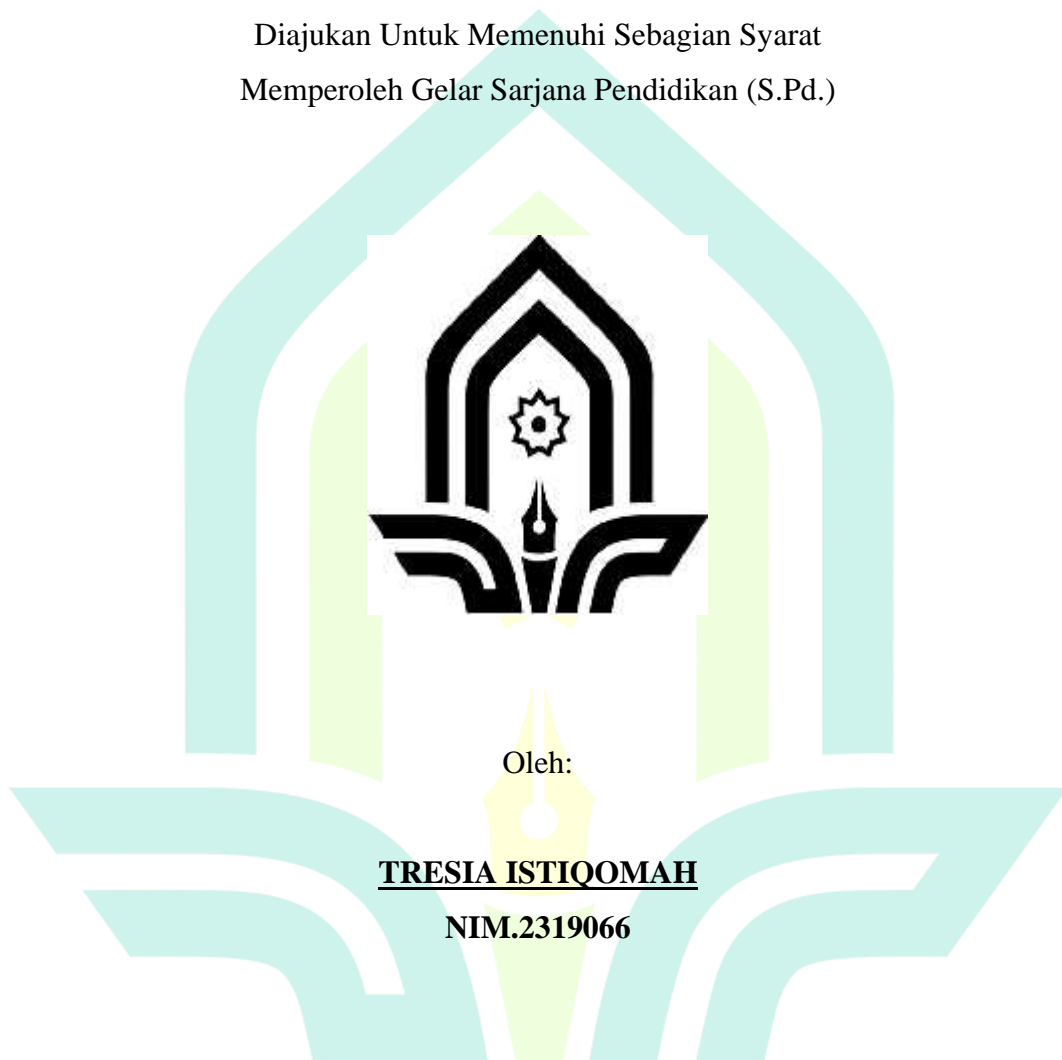 Diajukan Untuk Memenuhi Sebagian Syarat
Memperoleh Gelar Sarjana Pendidikan (S.Pd.)
Oleh:
TRESIA ISTIQOMAH
NIM.2319066